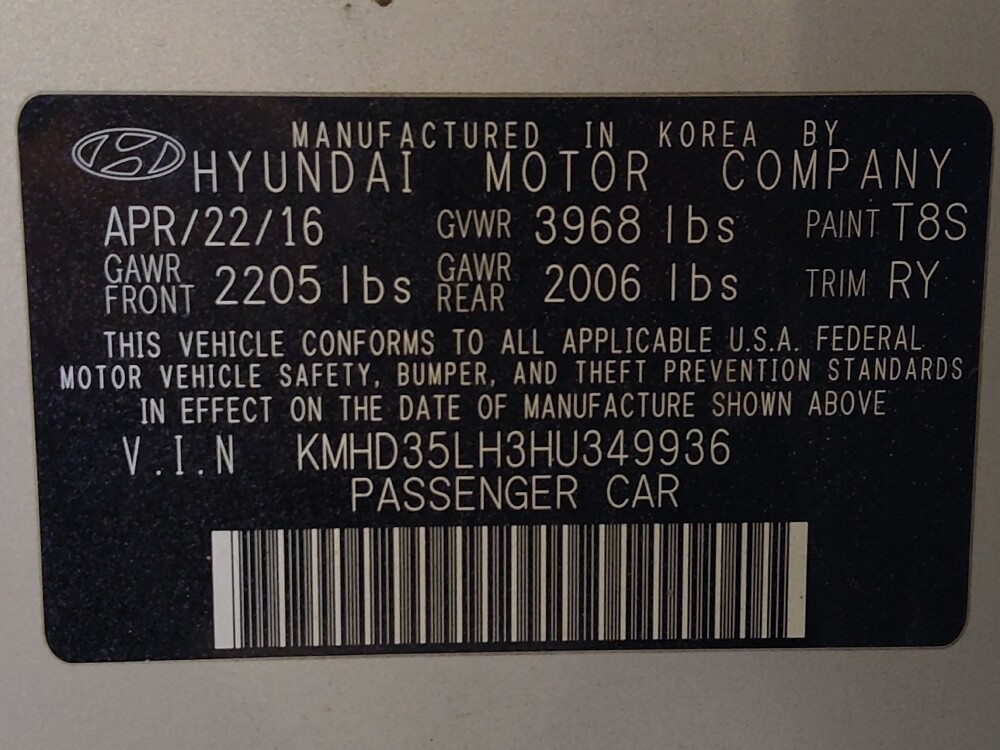 MANUFACTURED IN KOREA BY
HYUNDAI MOTOR COMPANY
APR/22/16 GVWR 3968 lbs PAINT T8S
GAWR FRONT 2205 lbs GAWR REAR 2006 lbs TRIM RY
THIS VEHICLE CONFORMS TO ALL APPLICABLE U.S.A. FEDERAL
MOTOR VEHICLE SAFETY, BUMPER, AND THEFT PREVENTION STANDARDS
IN EFFECT ON THE DATE OF MANUFACTURE SHOWN ABOVE
V.I.N KMHD35LH3HU349936
PASSENGER CAR